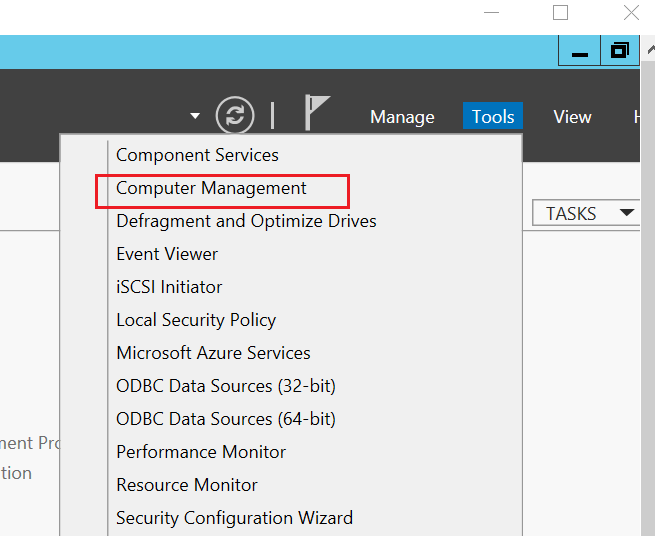 Manage Tools View H
Component Services
Computer Management
TASKS
Defragment and Optimize Drives
Event Viewer
iSCSI Initiator
Local Security Policy
Microsoft Azure Services
ODBC Data Sources (32-bit)
ODBC Data Sources (64-bit)
ment Pro
Performance Monitor
tion
Resource Monitor
Security Configuration Wizard